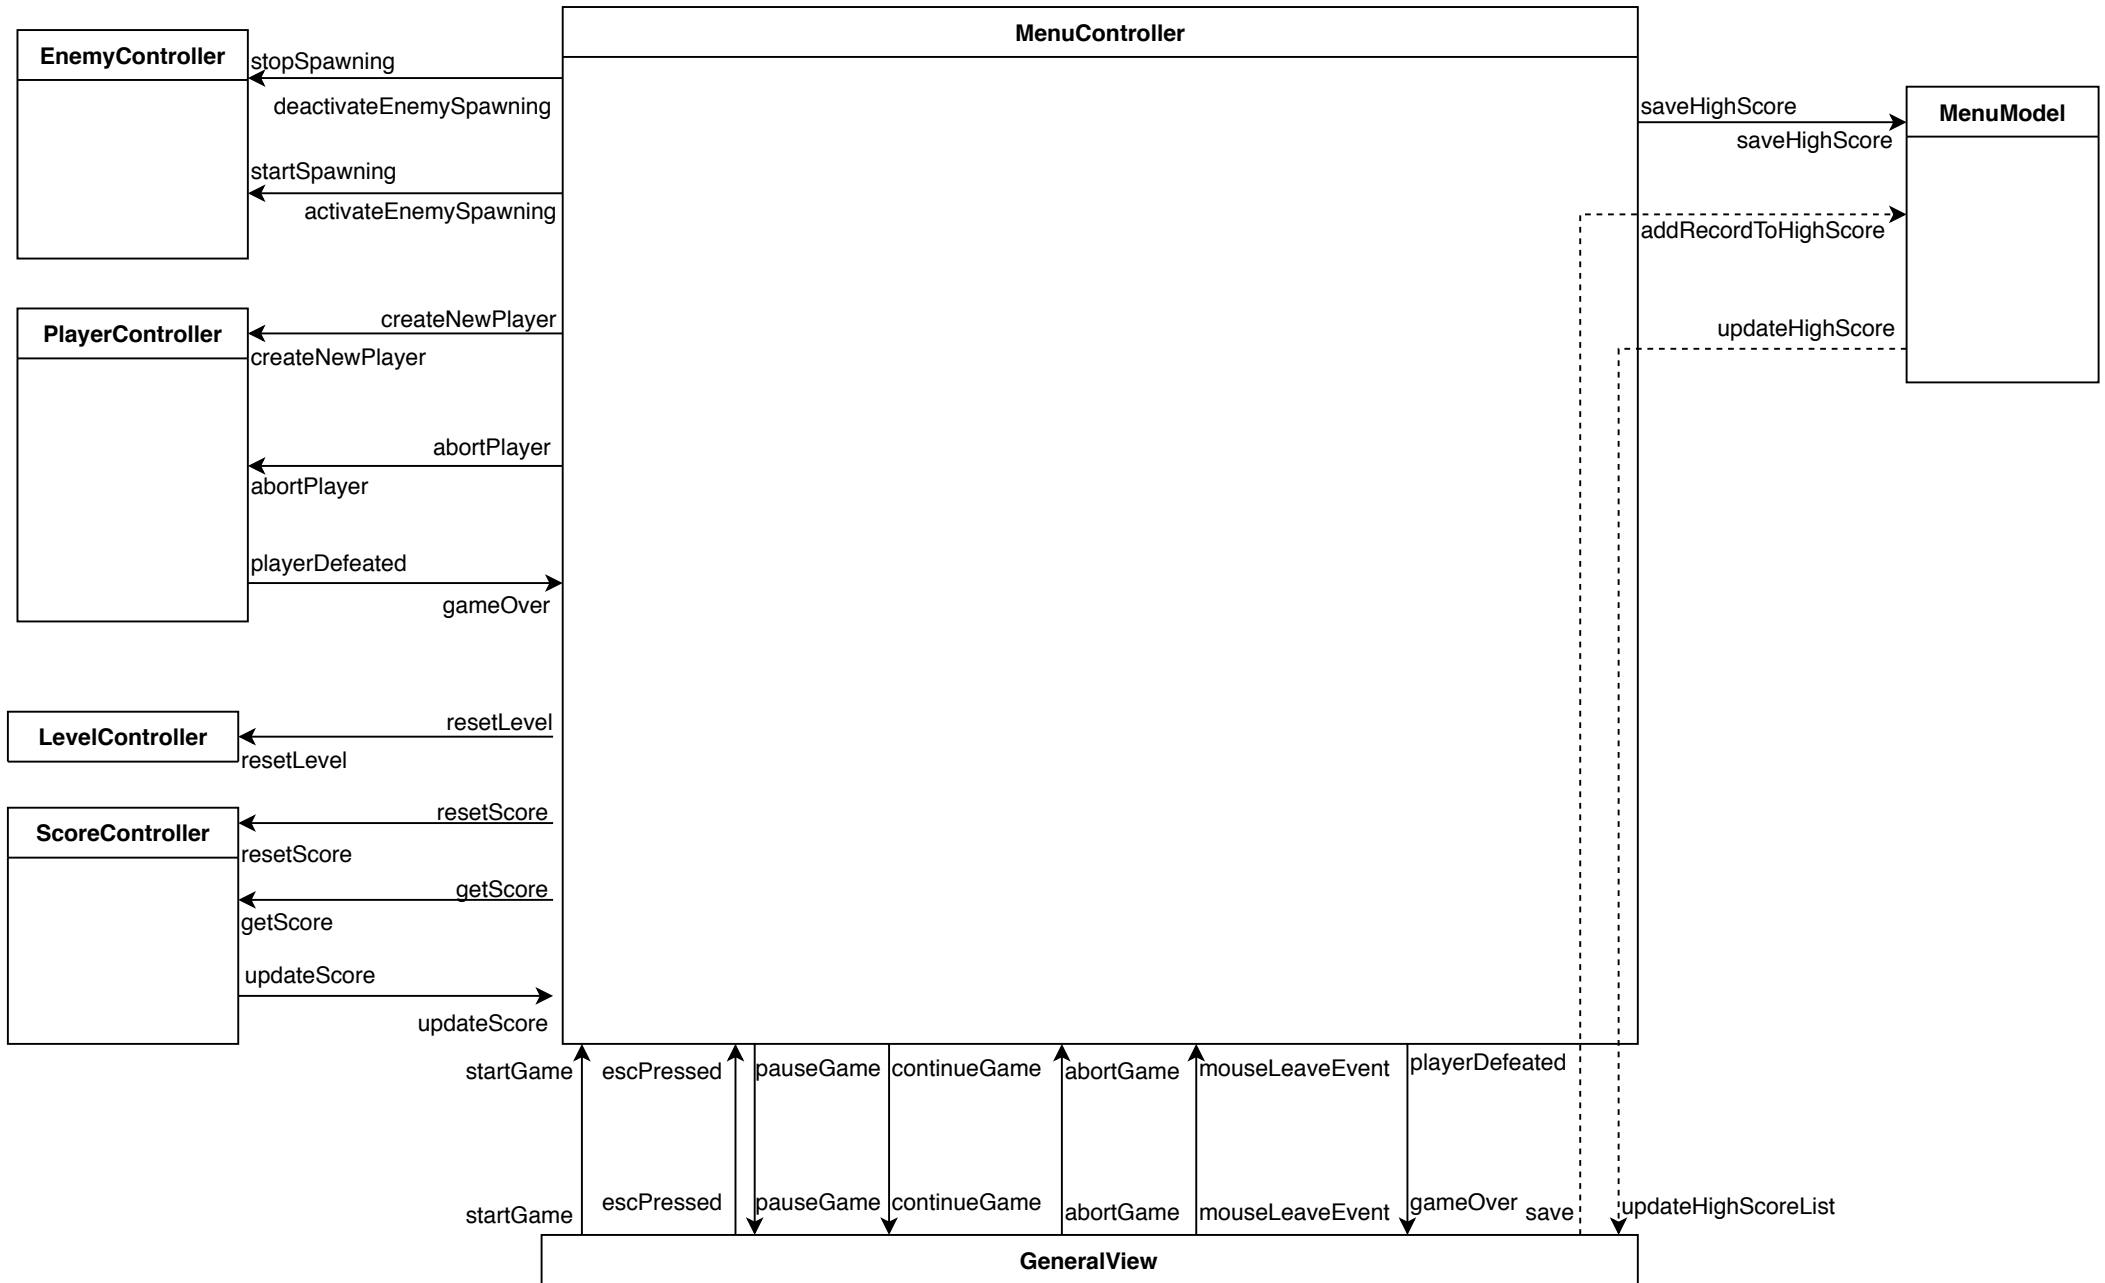 MenuController
EnemyController
stopSpawning
deactivateEnemySpawning
startSpawning
activateEnemySpawning
saveHighScore
saveHighScore
MenuModel
addRecordToHighScore
updateHighScore
PlayerController
createNewPlayer
createNewPlayer
abortPlayer
abortPlayer
playerDefeated
gameOver
LevelController
resetLevel
resetLevel
ScoreController
resetScore
resetScore
getScore
getScore
updateScore
updateScore
startGame
escPressed
pauseGame
continueGame
abortGame
mouseLeaveEvent
playerDefeated
startGame
escPressed
pauseGame
continueGame
abortGame
mouseLeaveEvent
gameOver
save
updateHighScoreList
GeneralView